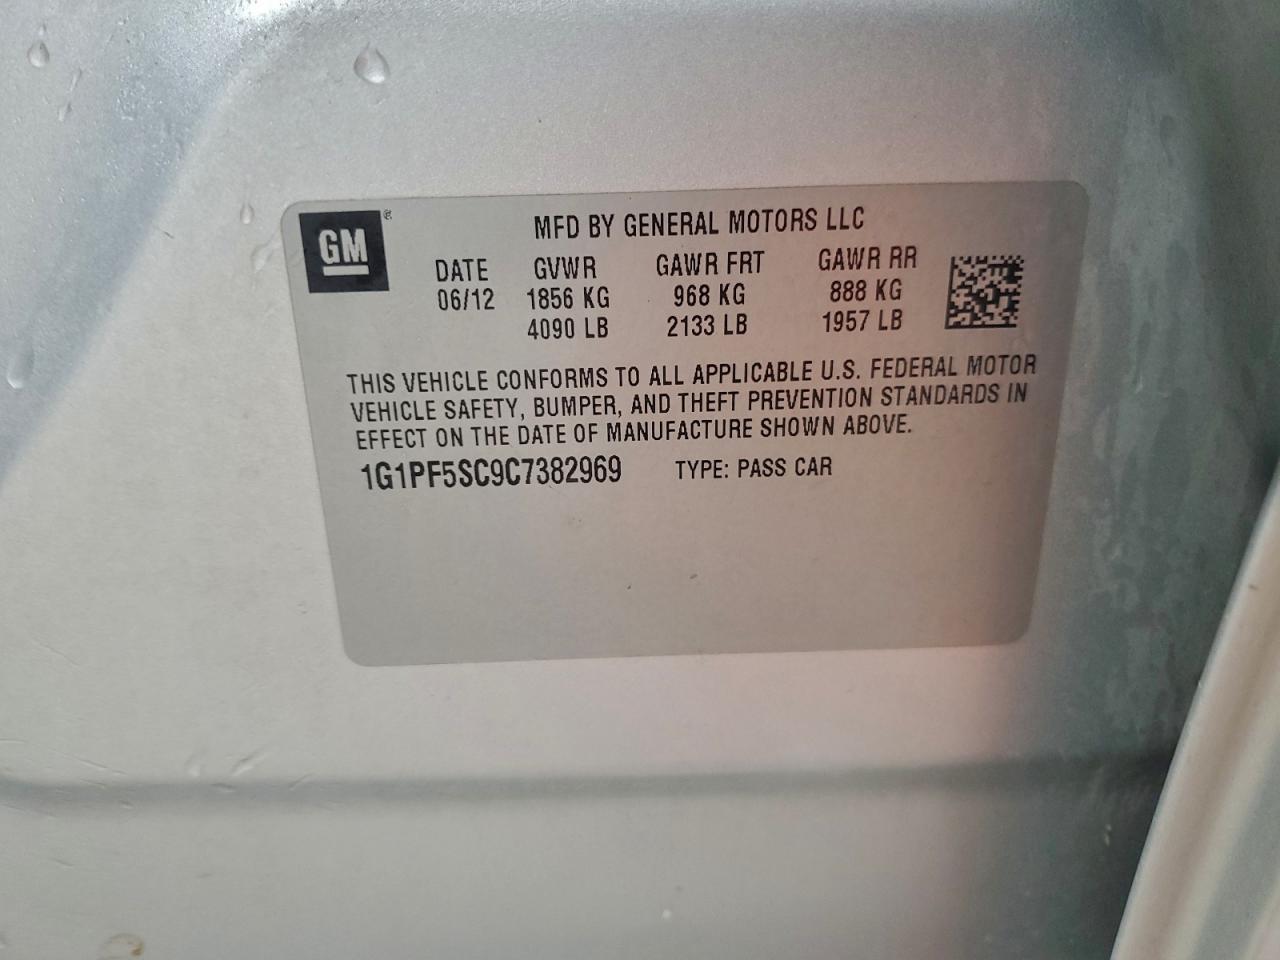 GM®
MFD BY GENERAL MOTORS LLC
DATE GVWR GAWR FRT GAWR RR
06/12 1856 KG 968 KG 888 KG
4090 LB 2133 LB 1957 LB
THIS VEHICLE CONFORMS TO ALL APPLICABLE U.S. FEDERAL MOTOR
VEHICLE SAFETY, BUMPER, AND THEFT PREVENTION STANDARDS IN
EFFECT ON THE DATE OF MANUFACTURE SHOWN ABOVE.
1G1PF5SC9C7382969 TYPE: PASS CAR